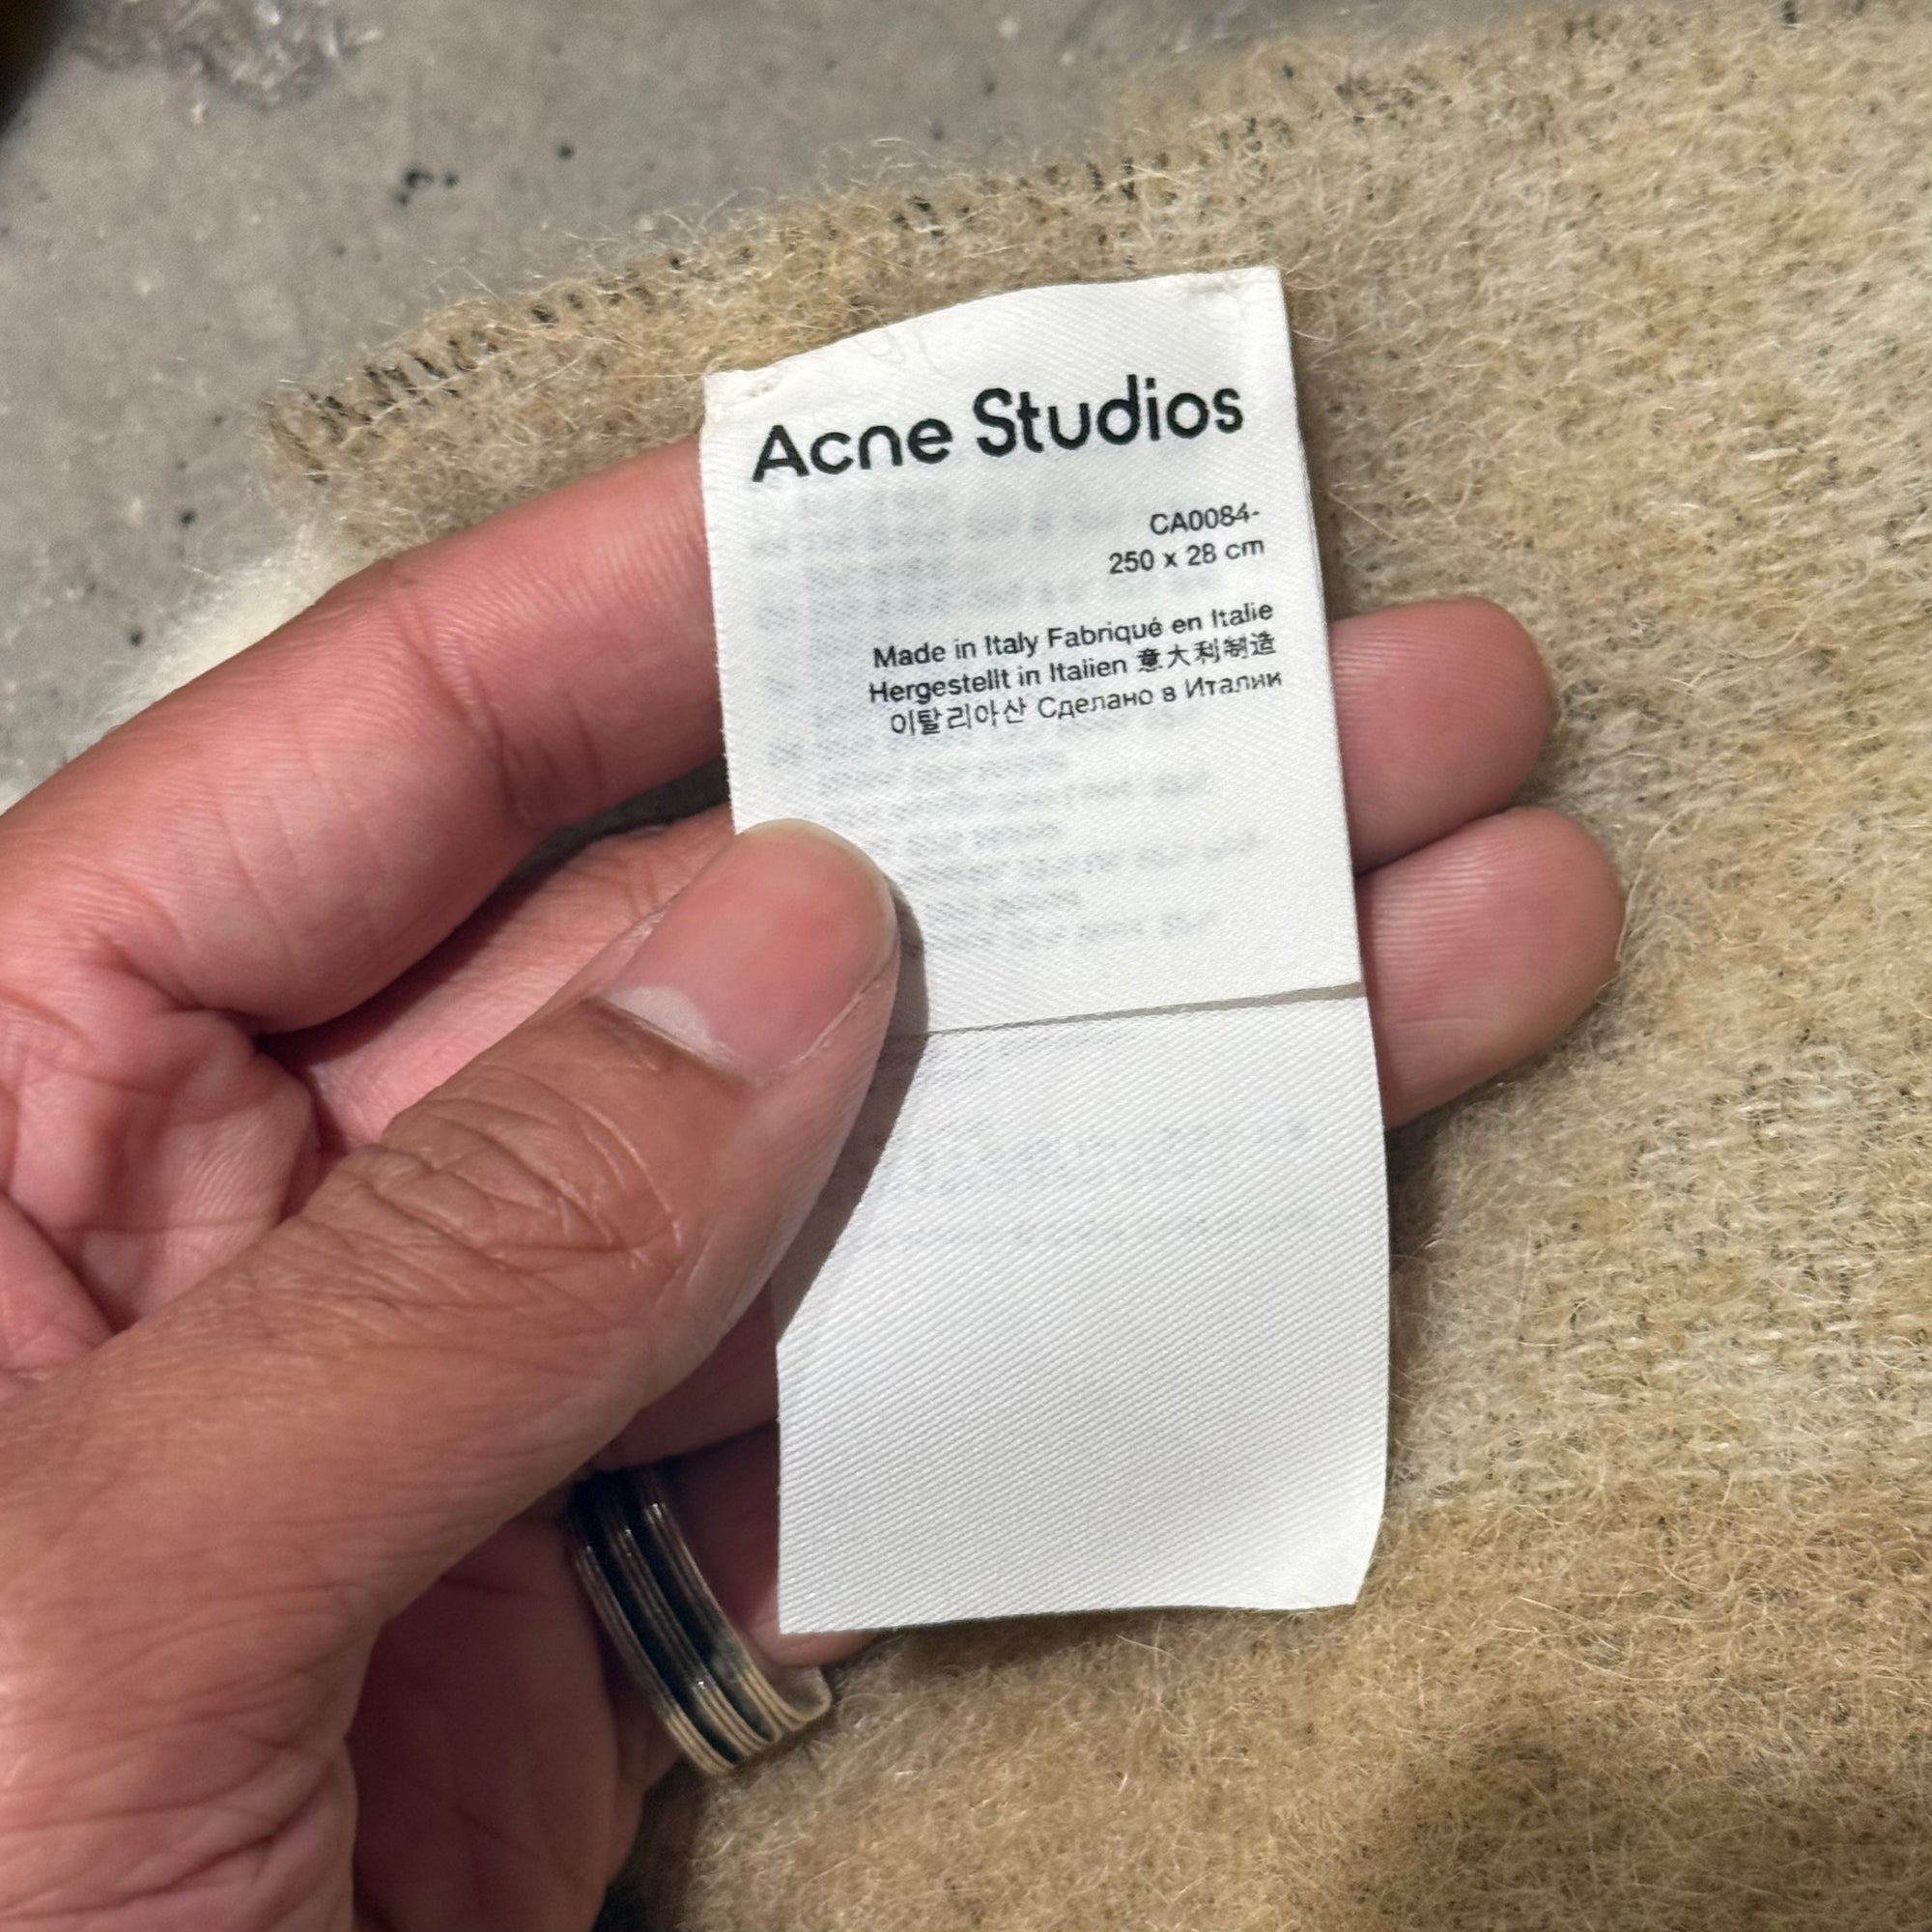 Acne Studios
CA0084-
250 x 28 cm
Made in Italy Fabriqué en Italie
Hergestellt in Italien 意大利制造
이탈리아산 Сделано в Италии